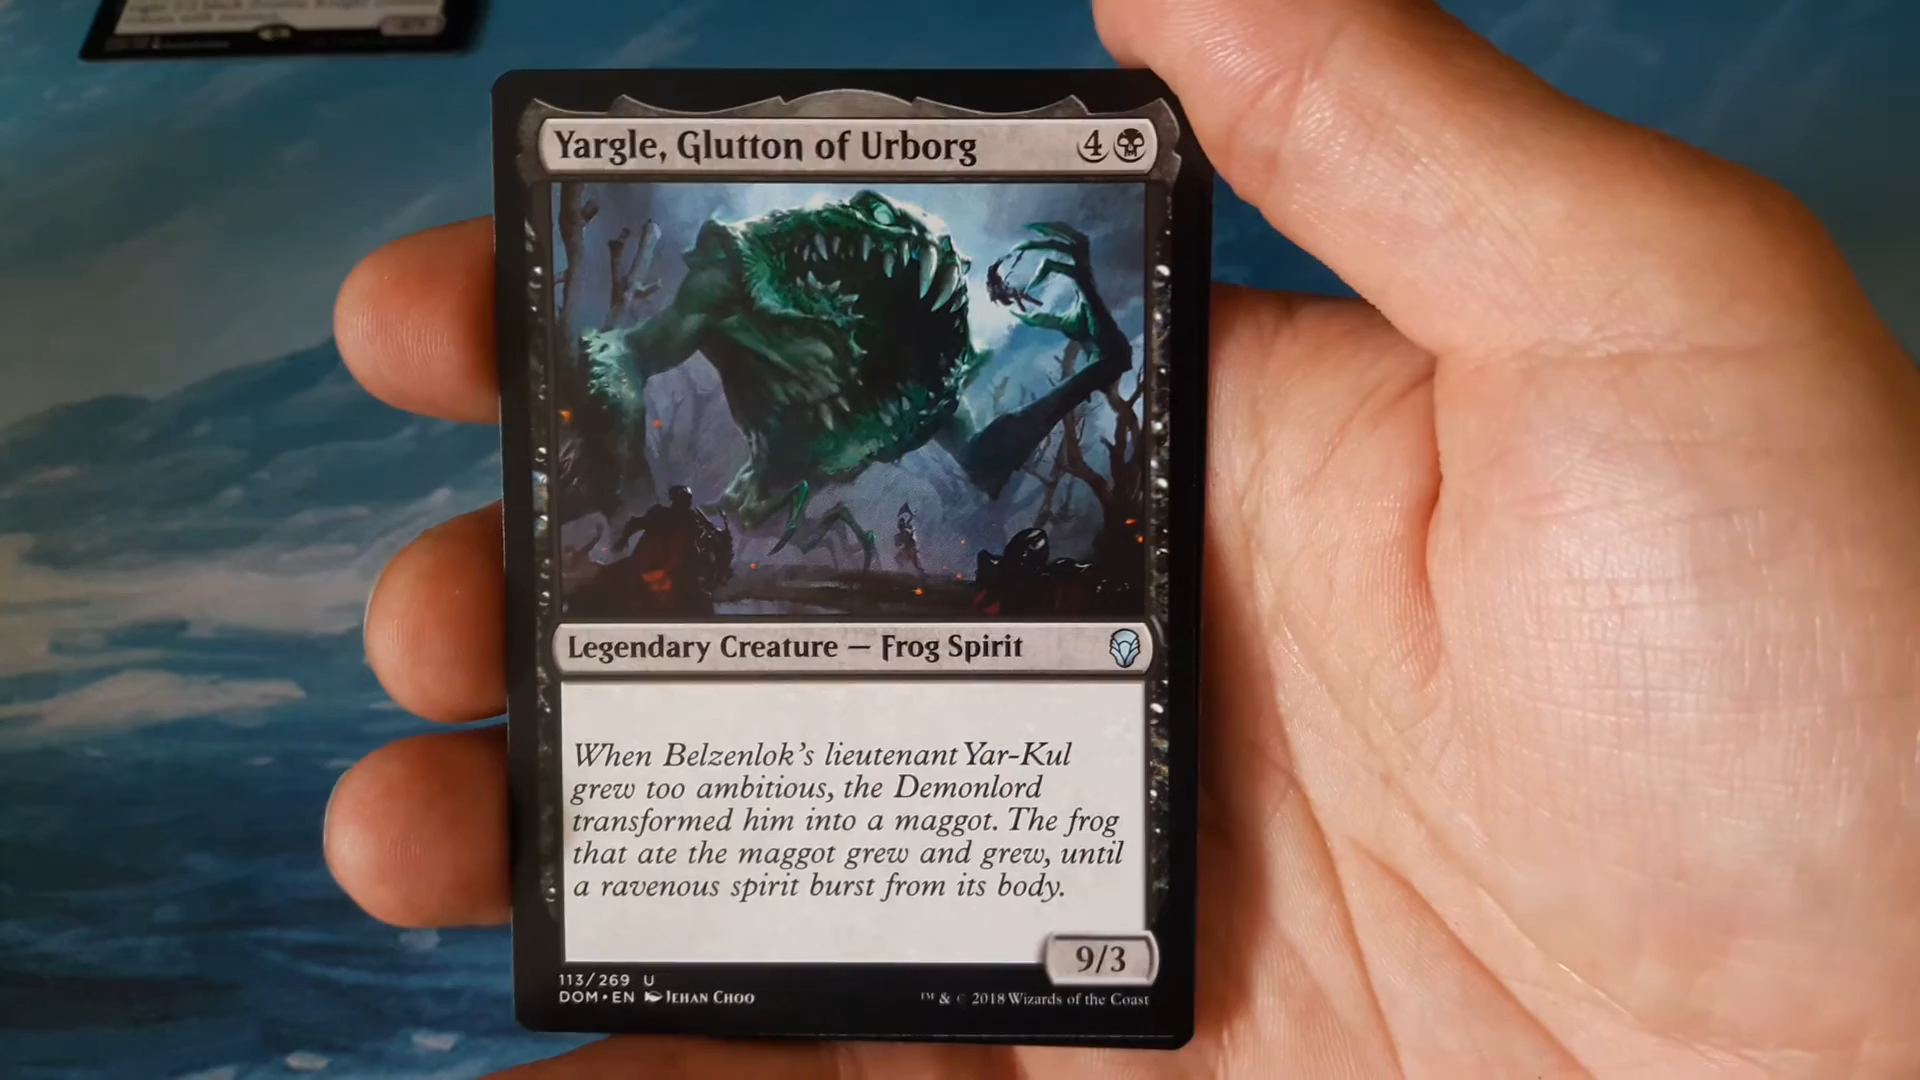 Yargle, Glutton of Urborg 4
Legendary Creature — Frog Spirit
When Belzenlok's lieutenant Yar-Kul
grew too ambitious, the Demonlord
transformed him into a maggot. The frog
that ate the maggot grew and grew, until
a ravenous spirit burst from its body.
9/3
113/269 U
DOM • EN JEHAN CHOO
™ & © 2018 Wizards of the Coast